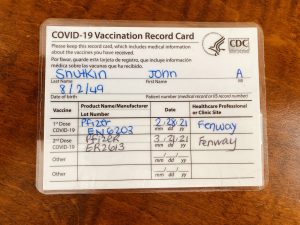 COVID-19 Vaccination Record Card
Please keep this record card, which includes medical information
about the vaccines you have received.
Por favor, guarde esta tarjeta de registro, que incluye información
médica sobre las vacunas que ha recibido.
CDC
Snutkin John A
Last Name First Name MI
8/2/49
Date of birth Patient number (medical record or IIS record number)
Vaccine Product Name/Manufacturer Date Healthcare Professional
Lot Number or Clinic Site
1st Dose Pfizer 2/28/21 Fenway
COVID-19 EN6203 mm dd yy
2nd Dose PFIZER 3/21/21 Fenway
COVID-19 ER2613 mm dd yy
Other
mm dd yy
Other
mm dd yy